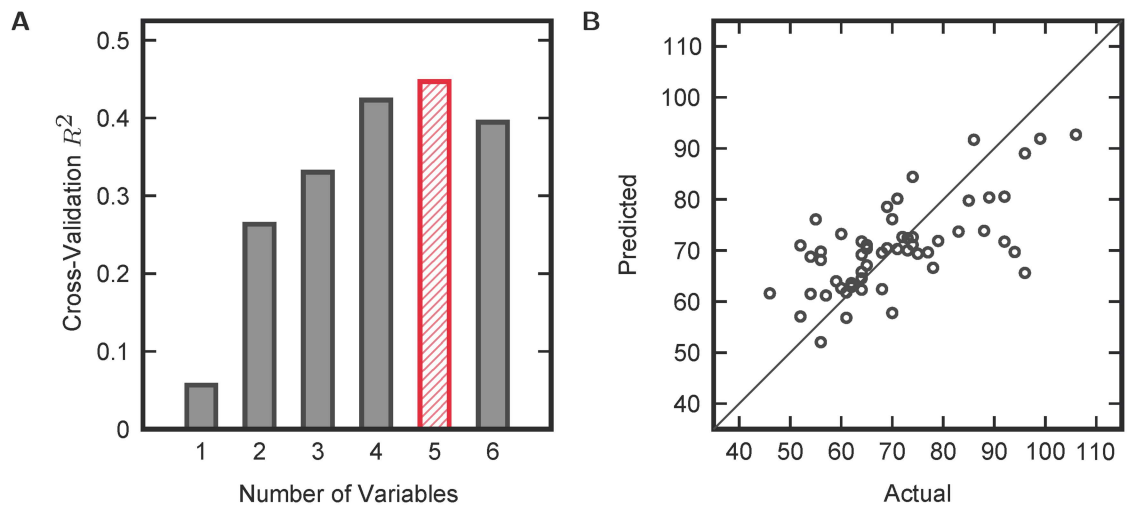 A
0.5
0.4
0.3
0.2
0.1
0
Cross-Validation R²
1 2 3 4 5 6
Number of Variables
B
110
100
90
80
70
60
50
40
Predicted
40 50 60 70 80 90 100 110
Actual